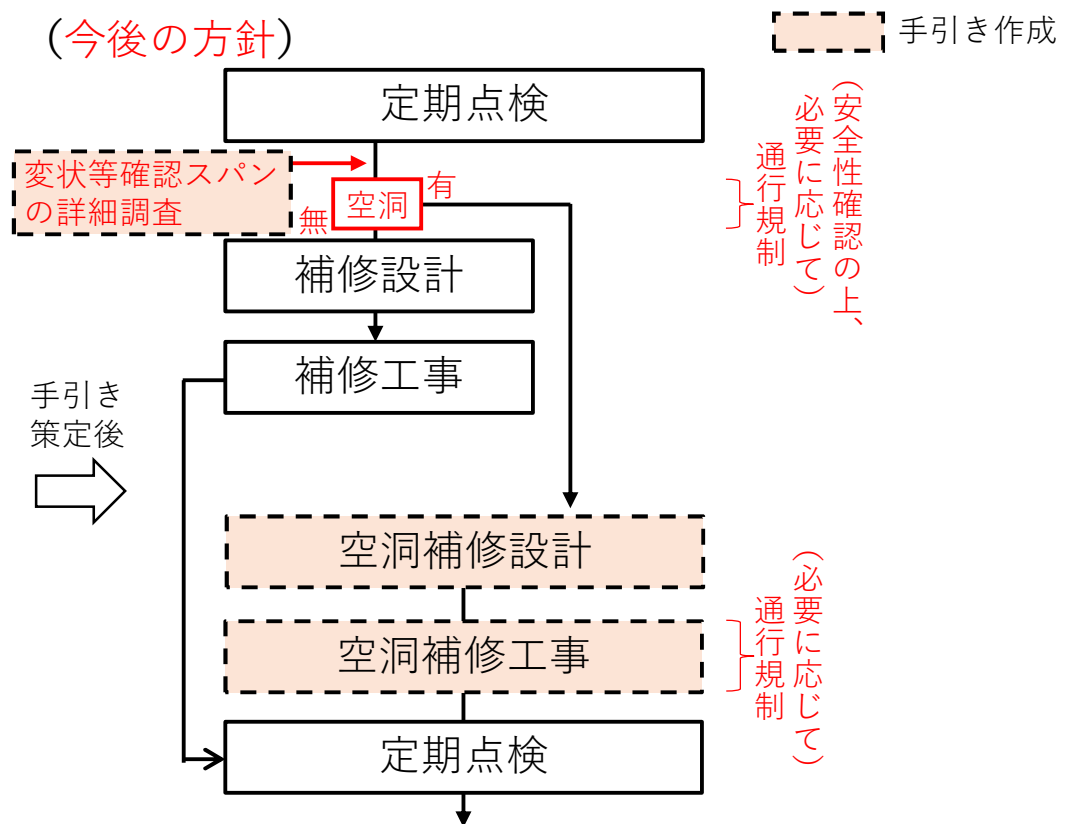 (今後の方針)
手引き作成
定期点検
変状等確認スパン
の詳細調査
空洞
有
無
通行規制
(安全性確認の上、
必要に応じて)
補修設計
補修工事
手引き
策定後
空洞補修設計
空洞補修工事
通行規制
(必要に応じて)
定期点検